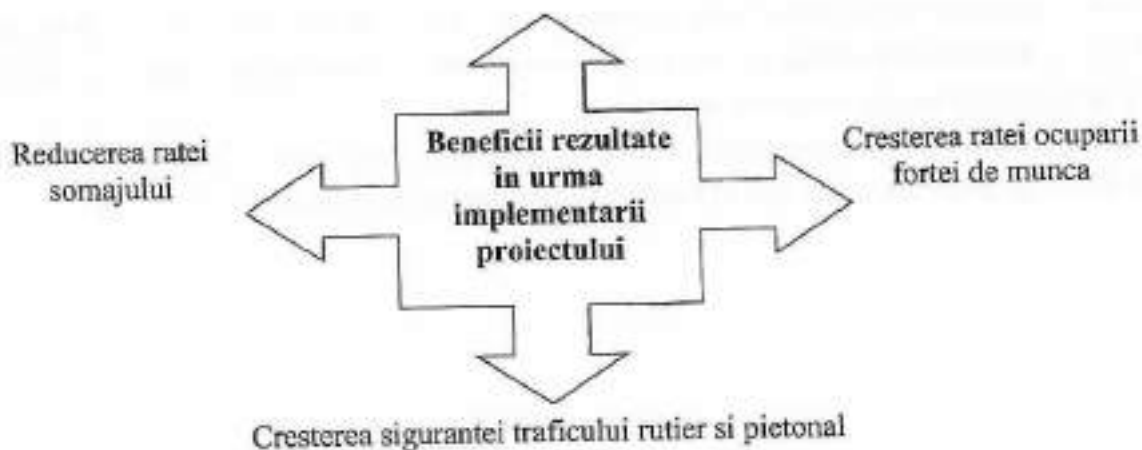 Beneficii rezultate
in urma
implementarii
proiectului
Reducerea ratei
somajului
Cresterea ratei ocuparii
fortei de munca
Cresterea sigurantei traficului rutier si pietonal